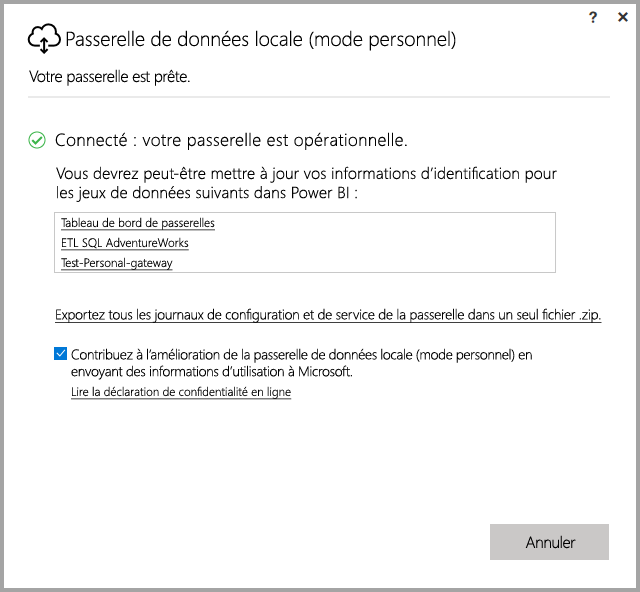 ?
Passerelle de données locale (mode personnel)
Votre passerelle est prête.
Connecté : votre passerelle est opérationnelle.
Vous devrez peut-être mettre à jour vos informations d’identification pour
les jeux de données suivants dans Power BI :
Tableau de bord de passerelles
ETL SQL AdventureWorks
Test-Personal-gateway
Exportez tous les journaux de configuration et de service de la passerelle dans un seul fichier .zip.
Contribuez à l’amélioration de la passerelle de données locale (mode personnel) en
envoyant des informations d’utilisation à Microsoft.
Lire la déclaration de confidentialité en ligne
Annuler